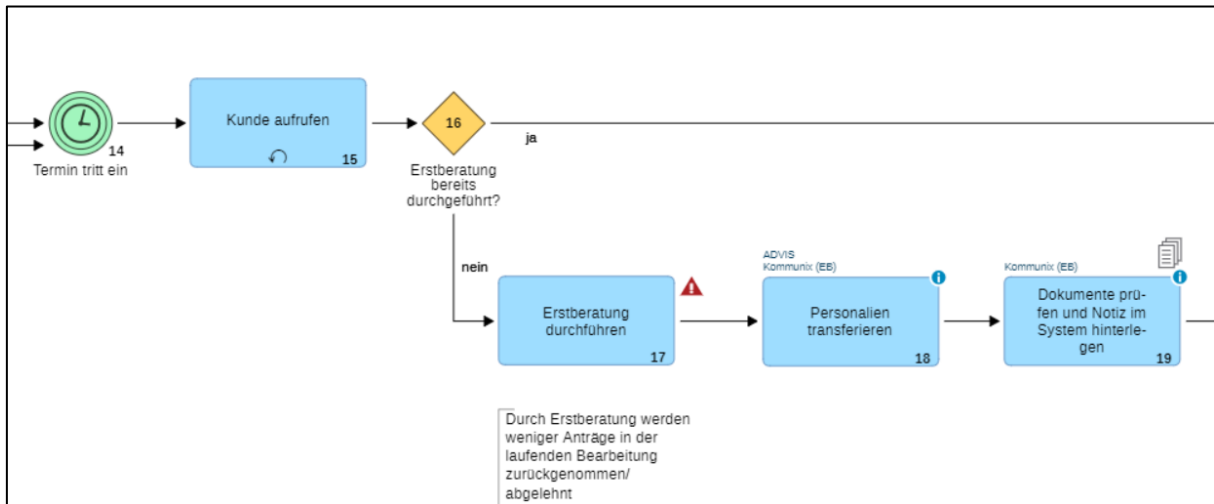 14
Termin tritt ein
Kunde aufrufen
15
16
ja
Erstberatung
bereits
durchgeführt?
nein
Erstberatung
durchführen
17
ADVIS
Kommunix (EB)
Personalien
transferieren
18
Kommunix (EB)
Dokumente prü-
fen und Notiz im
System hinterle-
gen
19
Durch Erstberatung werden
weniger Anträge in der
laufenden Bearbeitung
zurückgenommen/
abgelehnt